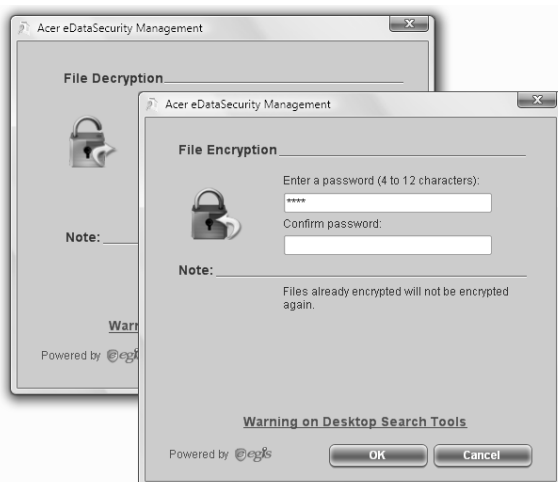 Acer eDataSecurity Management
File Decryption
Note:
Powered by egis
Acer eDataSecurity Management
File Encryption
Enter a password (4 to 12 characters):
****
Confirm password:
Note:
Files already encrypted will not be encrypted
again.
Warning on Desktop Search Tools
Powered by egis
OK
Cancel